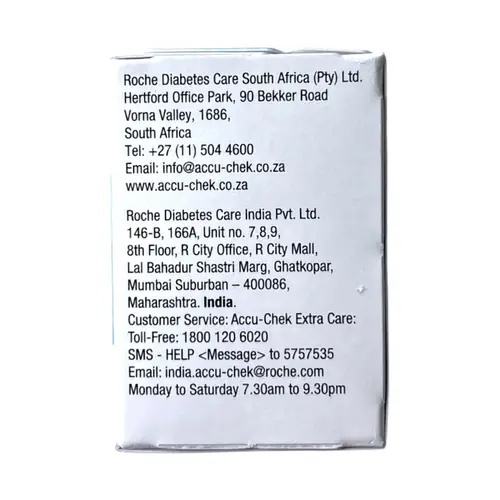 Roche Diabetes Care South Africa (Pty) Ltd.
Hertford Office Park, 90 Bekker Road
Vorna Valley, 1686,
South Africa
Tel: +27 (11) 504 4600
Email: info@accu-chek.co.za
www.accu-chek.co.za
Roche Diabetes Care India Pvt. Ltd.
146-B, 166A, Unit no. 7,8,9,
8th Floor, R City Office, R City Mall,
Lal Bahadur Shastri Marg, Ghatkopar,
Mumbai Suburban – 400086,
Maharashtra. India.
Customer Service: Accu-Chek Extra Care:
Toll-Free: 1800 120 6020
SMS - HELP <Message> to 5757535
Email: india.accu-chek@roche.com
Monday to Saturday 7.30am to 9.30pm